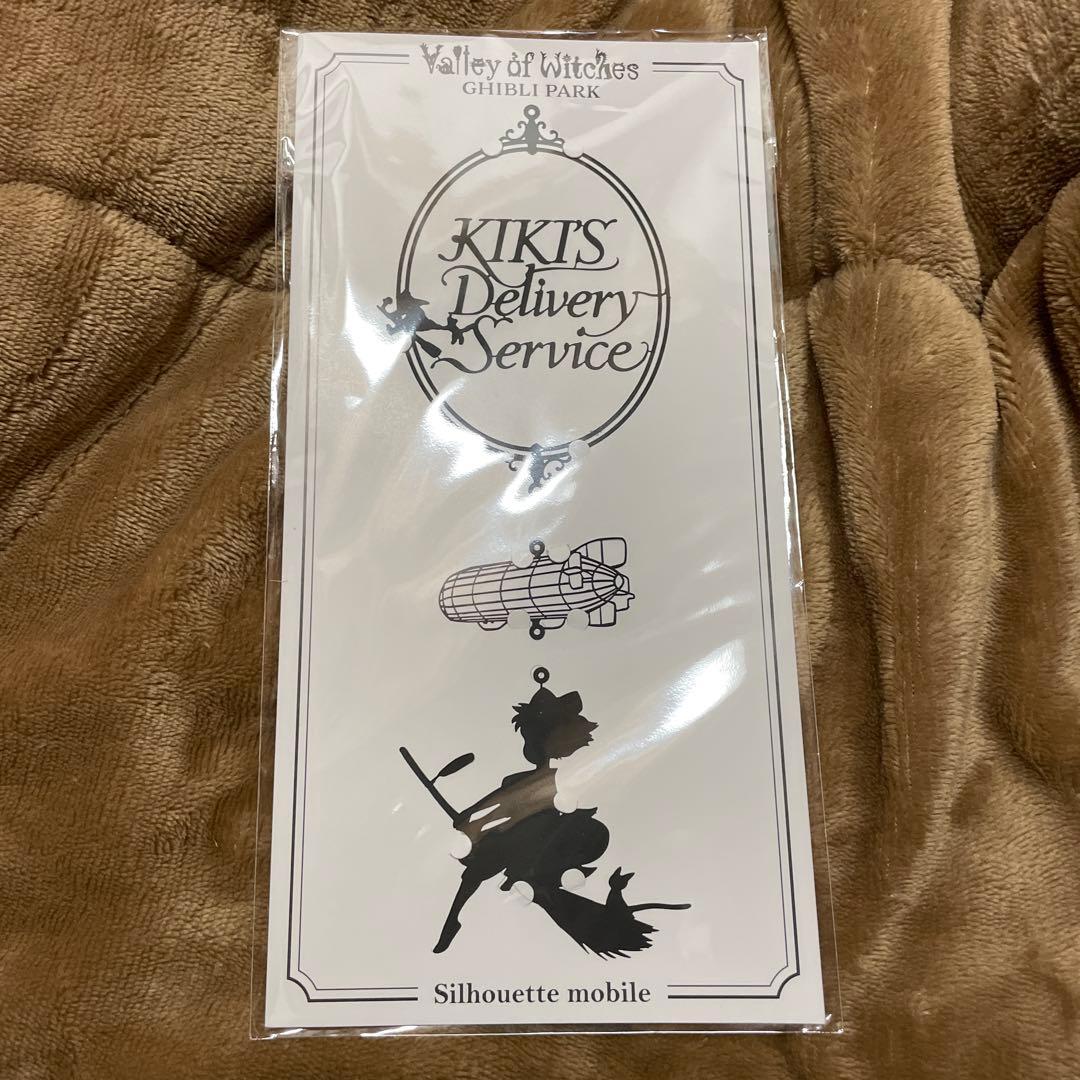 Valley of Witches
GHIBLI PARK
KIKI'S
Delivery
Service
Silhouette mobile